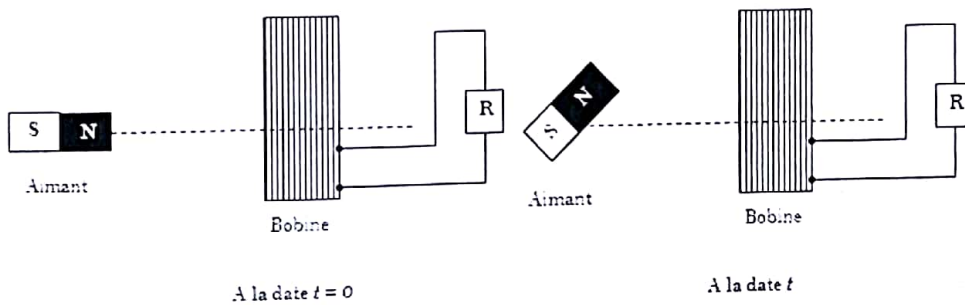 S N
R
Aimant
Bobine
A la date t = 0
S N
R
Aimant
Bobine
A la date t